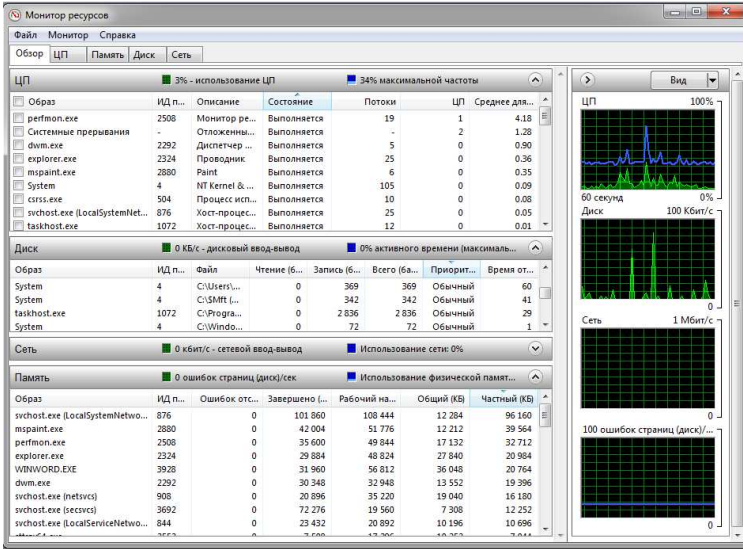 Монитор ресурсов
Файл Монитор Справка
Обзор ЦП Память Диск Сеть
ЦП 3% - использование ЦП 34% максимальной частоты
Образ ИД п... Описание Состояние Потоки ЦП Среднее для...
perfmon.exe 2508 Монитор ре... Выполняется 19 1 4.18
Системные прерывания - Отложенны... Выполняется - 2 1.28
dwm.exe 2292 Диспетчер ... Выполняется 5 0 0.90
explorer.exe 2324 Проводник Выполняется 25 0 0.36
mspaint.exe 2880 Paint Выполняется 6 0 0.35
System 4 NT Kernel & ... Выполняется 105 0 0.09
csrss.exe 504 Процесс исп... Выполняется 10 0 0.08
svchost.exe (LocalSystemNet... 876 Хост-процес... Выполняется 25 0 0.05
taskhost.exe 1072 Хост-процес... Выполняется 12 0 0.01
Диск 0 КБ/с - дисковый ввод-вывод 0% активного времени (максималь...
Образ ИД п... Файл Чтение (б... Запись (б... Всего (ба... Приорит... Время от...
System 4 C:\Users\... 0 369 369 Обычный 60
System 4 C:\$Mft (... 0 342 342 Обычный 41
taskhost.exe 1072 C:\Progra... 0 2 836 2 836 Обычный 29
System 4 C:\Windo... 0 72 72 Обычный 1
Сеть 0 кбит/с - сетевой ввод-вывод Использование сети: 0%
Память 0 ошибок страниц (диск)/сек Использование физической памят...
Образ ИД п... Ошибок отс... Завершено (... Рабочий на... Общий (КБ) Частный (КБ)
svchost.exe (LocalSystemNetwo... 876 0 101 860 108 444 12 284 96 160
mspaint.exe 2880 0 42 004 51 776 12 212 39 564
perfmon.exe 2508 0 35 600 49 844 17 132 32 712
explorer.exe 2324 0 29 884 48 824 27 840 20 984
WINWORD.EXE 3928 0 31 960 56 812 36 048 20 764
dwm.exe 2292 0 30 348 32 948 13 552 19 396
svchost.exe (netsvcs) 908 0 20 896 35 220 19 040 16 180
svchost.exe (secsvcs) 3692 0 72 276 19 560 7 308 12 252
svchost.exe (LocalServiceNetwo... 844 0 23 432 20 892 10 196 10 696
Вид
ЦП 100%
60 секунд 0%
Диск 100 Кбит/с
0
Сеть 1 Мбит/с
0
100 ошибок страниц (диск)/...
0